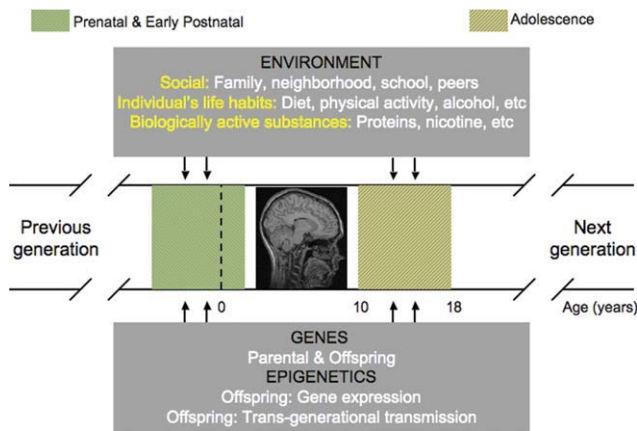 Prenatal & Early Postnatal
Adolescence
ENVIRONMENT
Social: Family, neighborhood, school, peers
Individual's life habits: Diet, physical activity, alcohol, etc
Biologically active substances: Proteins, nicotine, etc
Previous
generation
Next
generation
0
10
18
Age (years)
GENES
Parental & Offspring
EPIGENETICS
Offspring: Gene expression
Offspring: Trans-generational transmission